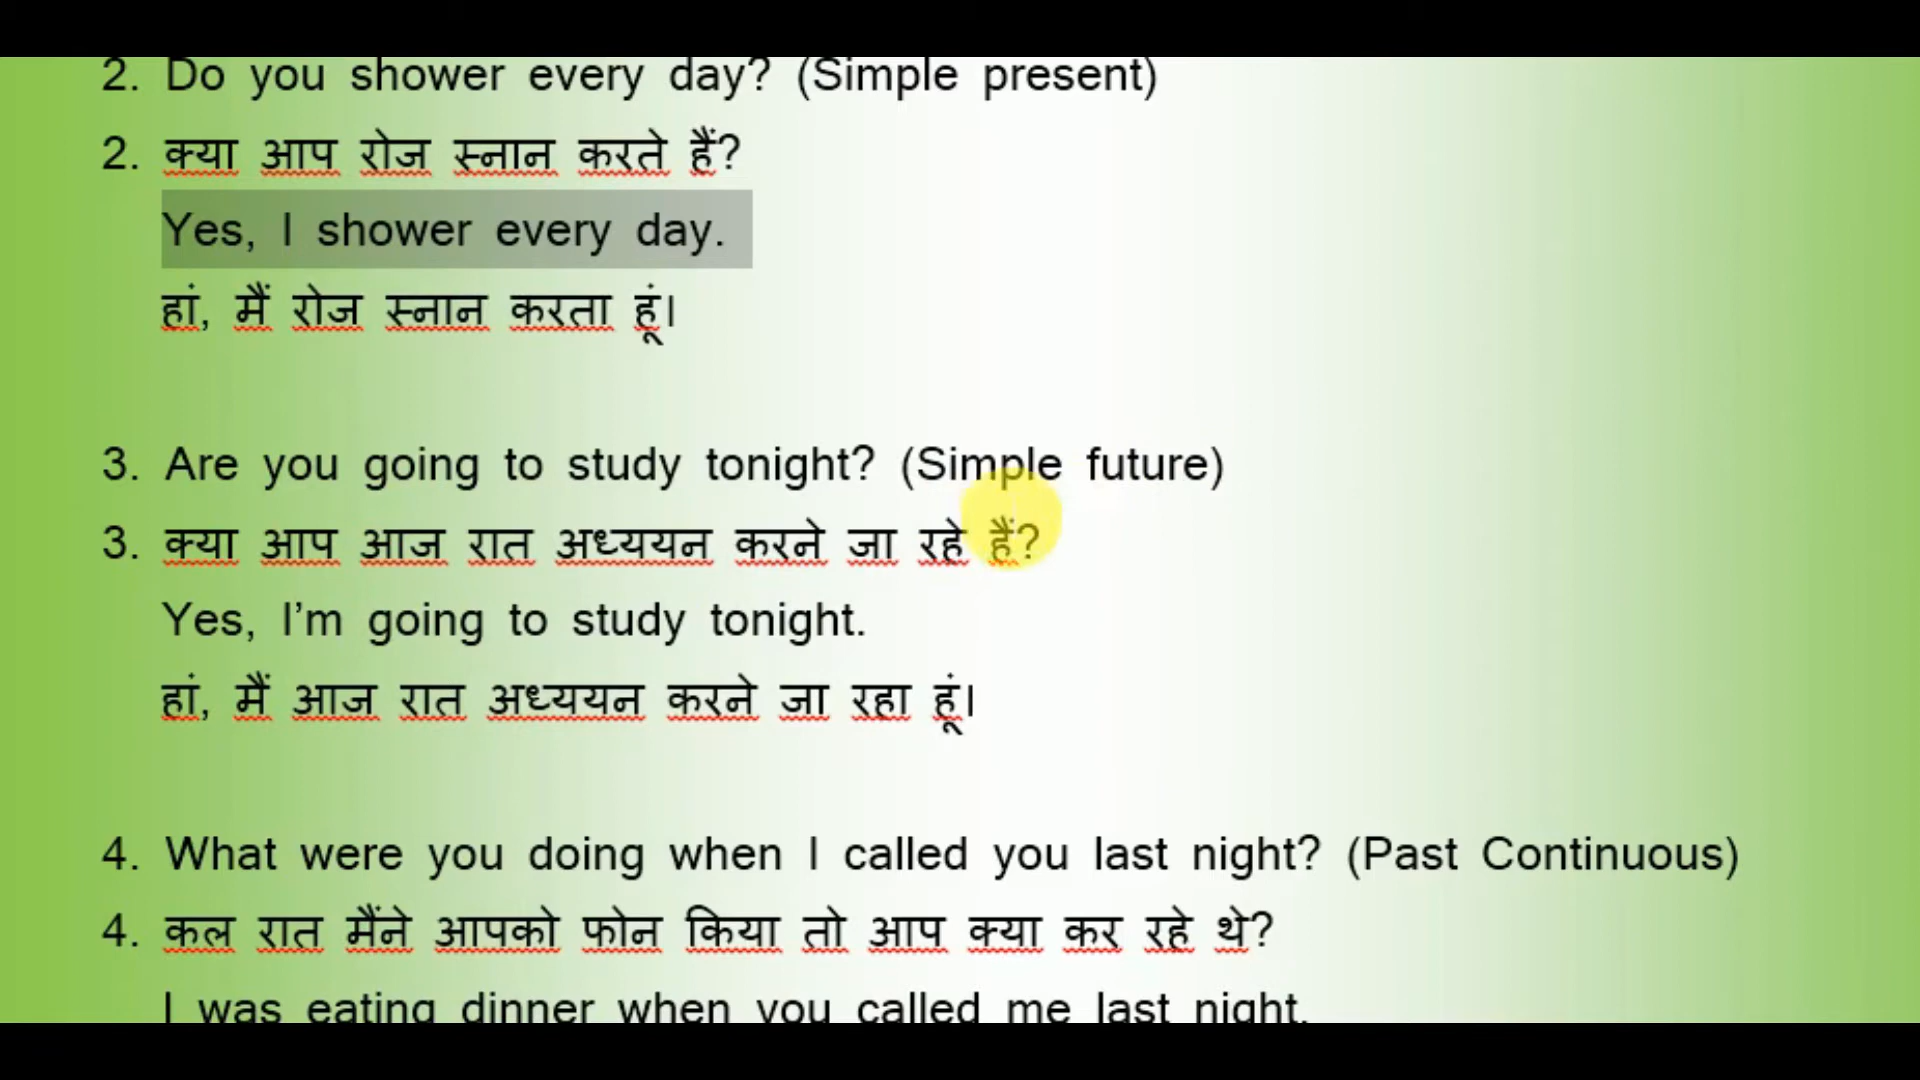 2. Do you shower every day? (Simple present)
2. क्या आप रोज स्नान करते हैं?
Yes, I shower every day.
हां, मैं रोज स्नान करता हूं।
3. Are you going to study tonight? (Simple future)
3. क्या आप आज रात अध्ययन करने जा रहे हैं?
Yes, I’m going to study tonight.
हां, मैं आज रात अध्ययन करने जा रहा हूं।
4. What were you doing when I called you last night? (Past Continuous)
4. कल रात मैंने आपको फोन किया तो आप क्या कर रहे थे?
I was eating dinner when you called me last night.